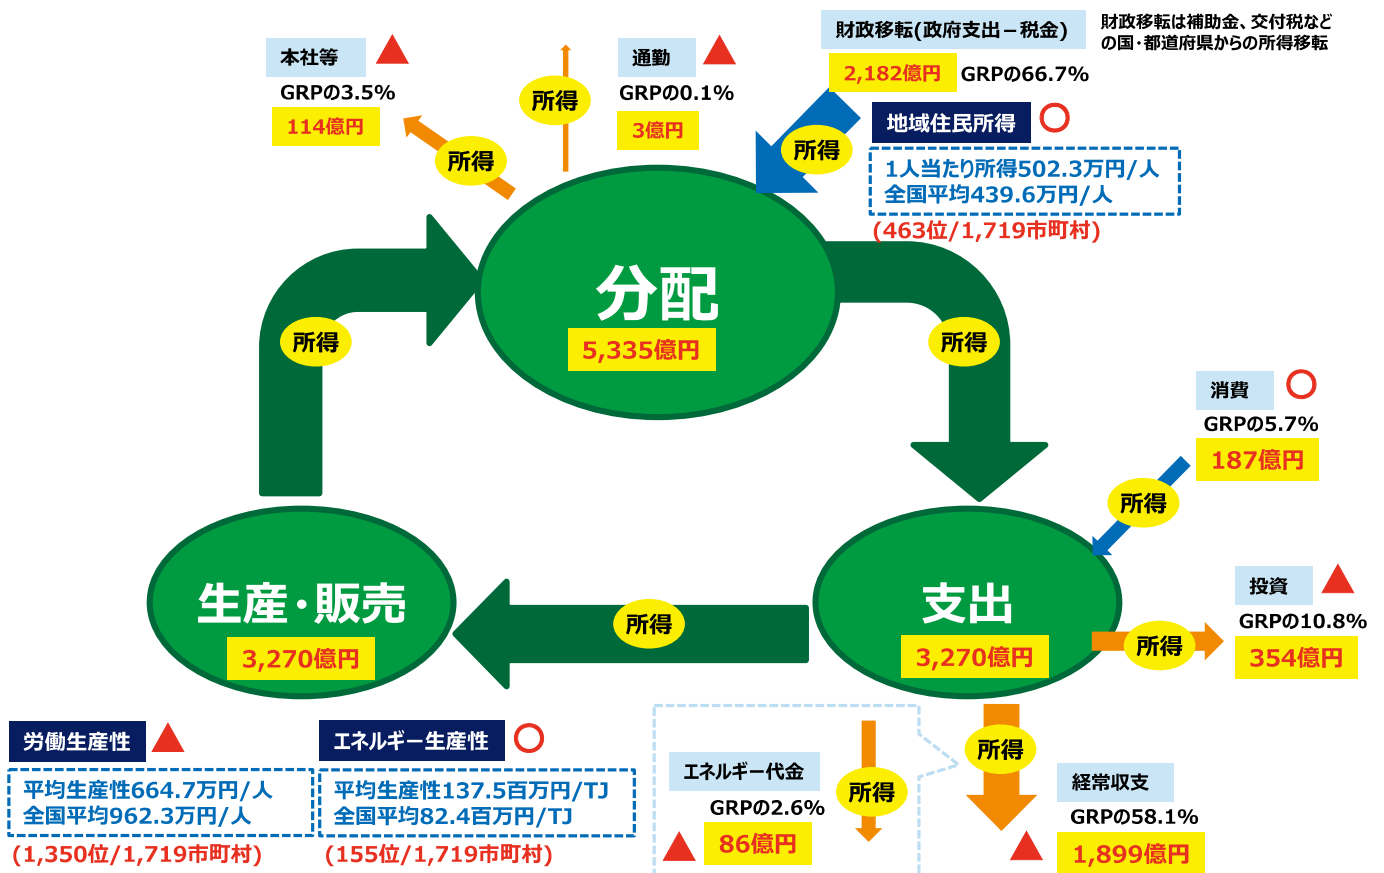 本社等
GRPの3.5%
114億円
所得
所得
通勤
GRPの0.1%
3億円
財政移転(政府支出－税金)
2,182億円
GRPの66.7%
財政移転は補助金、交付税など
の国・都道府県からの所得移転
所得
地域住民所得
1人当たり所得502.3万円/人
全国平均439.6万円/人
(463位/1,719市町村)
分配
5,335億円
所得
所得
消費
GRPの5.7%
187億円
所得
生産・販売
3,270億円
所得
支出
3,270億円
投資
GRPの10.8%
354億円
所得
労働生産性
平均生産性664.7万円/人
全国平均962.3万円/人
(1,350位/1,719市町村)
エネルギー生産性
平均生産性137.5百万円/TJ
全国平均82.4百万円/TJ
(155位/1,719市町村)
エネルギー代金
GRPの2.6%
86億円
所得
所得
経常収支
GRPの58.1%
1,899億円